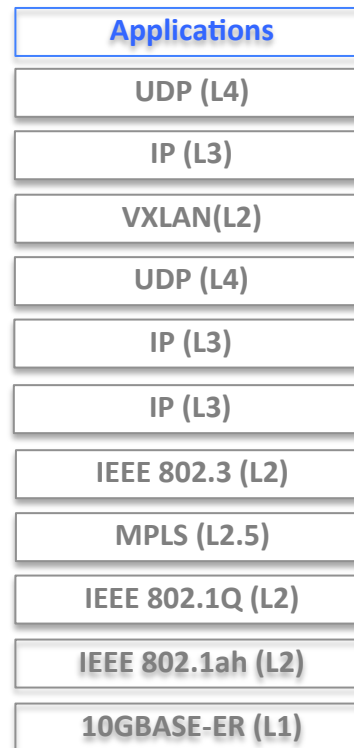 Applications
UDP (L4)
IP (L3)
VXLAN(L2)
UDP (L4)
IP (L3)
IP (L3)
IEEE 802.3 (L2)
MPLS (L2.5)
IEEE 802.1Q (L2)
IEEE 802.1ah (L2)
10GBASE-ER (L1)